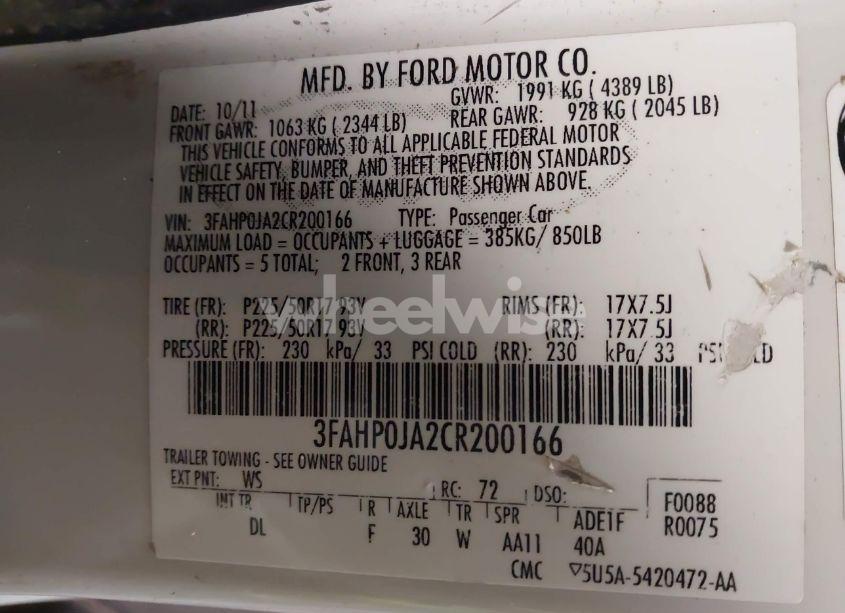 MFD. BY FORD MOTOR CO.
DATE: 10/11 GVWR: 1991 KG ( 4389 LB)
FRONT GAWR: 1063 KG ( 2344 LB) REAR GAWR: 928 KG ( 2045 LB)
THIS VEHICLE CONFORMS TO ALL APPLICABLE FEDERAL MOTOR
VEHICLE SAFETY, BUMPER, AND THEFT PREVENTION STANDARDS
IN EFFECT ON THE DATE OF MANUFACTURE SHOWN ABOVE.
VIN: 3FAHP0JA2CR200166 TYPE: Passenger Car
MAXIMUM LOAD = OCCUPANTS + LUGGAGE = 385KG/ 850LB
OCCUPANTS = 5 TOTAL; 2 FRONT, 3 REAR
TIRE (FR): P225/50R17 93V RIMS (FR): 17X7.5J
(RR): P225/50R17 93V (RR): 17X7.5J
wheelwise
PRESSURE (FR): 230 kPa/ 33 PSI COLD (RR): 230 kPa/ 33 PSI COLD
3FAHP0JA2CR200166
TRAILER TOWING - SEE OWNER GUIDE
EXT PNT: WS RC: 72 DSO: F0088
INT TR TP/PS R AXLE TR SPR ADE1F R0075
DL F 30 W AA11 40A
CMC ▽5U5A-5420472-AA